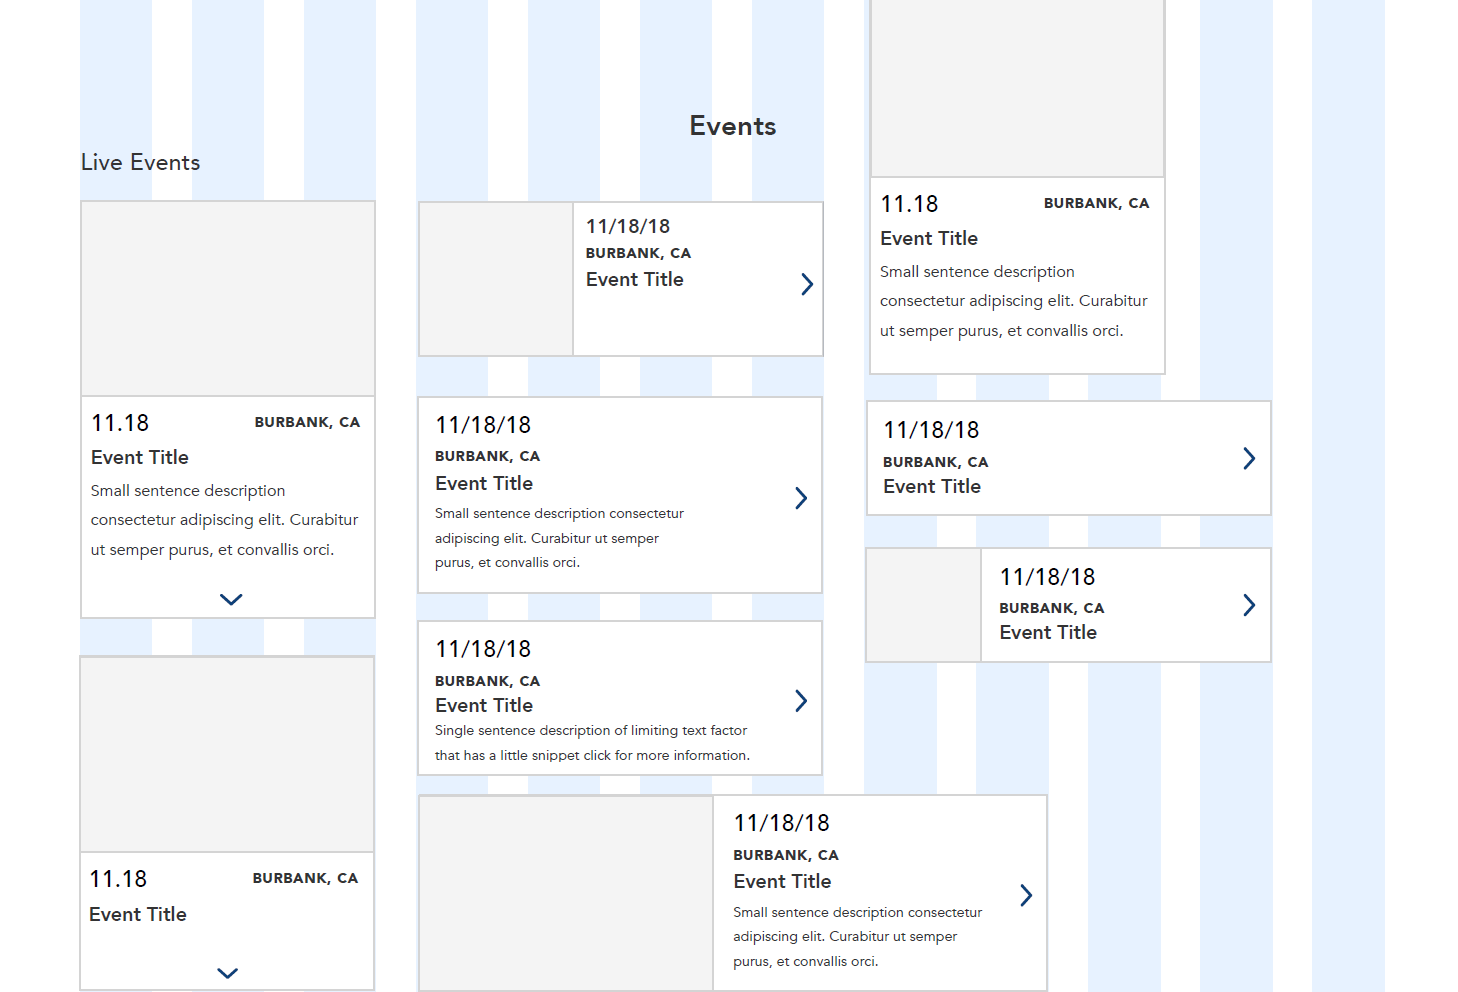 Events
Live Events
11.18 BURBANK, CA
Event Title
Small sentence description
consectetur adipiscing elit. Curabitur
ut semper purus, et convallis orci.
11.18 BURBANK, CA
Event Title
11/18/18
BURBANK, CA
Event Title
11/18/18
BURBANK, CA
Event Title
Small sentence description consectetur
adipiscing elit. Curabitur ut semper
purus, et convallis orci.
11/18/18
BURBANK, CA
Event Title
Single sentence description of limiting text factor
that has a little snippet click for more information.
11/18/18
BURBANK, CA
Event Title
Small sentence description consectetur
adipiscing elit. Curabitur ut semper
purus, et convallis orci.
11.18 BURBANK, CA
Event Title
Small sentence description
consectetur adipiscing elit. Curabitur
ut semper purus, et convallis orci.
11/18/18
BURBANK, CA
Event Title
11/18/18
BURBANK, CA
Event Title